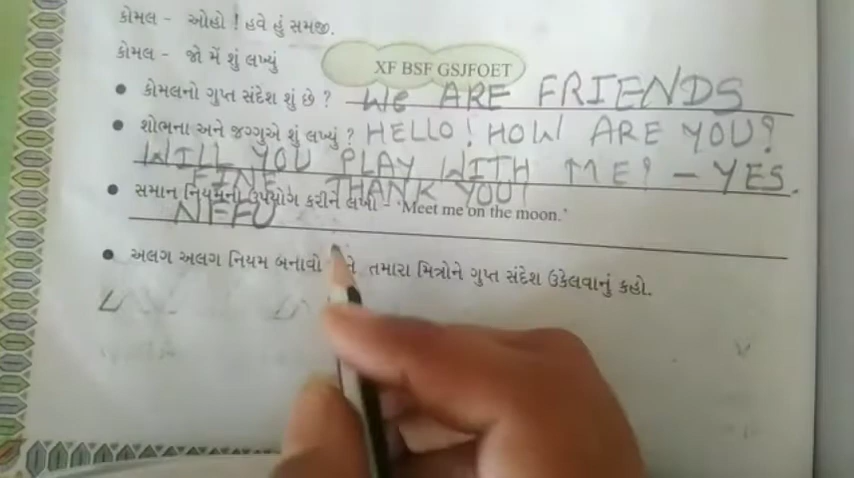 કોમલ - ઓહો ! હવે હું સમજી.
કોમલ - જો મેં શું લખ્યું
XF BSF GSJFOET
• કોમલનો ગુપ્ત સંદેશ શું છે ? We ARE FRIENDS
• શોભના અને જગ્ગુએ શું લખ્યું ? HELLO! HOW ARE YOU?
WILL YOU PLAY WITH ME? - YES.
FINE THANK YOU!
• સમાન નિયમનો ઉપયોગ કરીને લખો - 'Meet me on the moon.'
NFFU
• અલગ અલગ નિયમ બનાવો તમારા મિત્રોને ગુપ્ત સંદેશ ઉકેલવાનું કહો.